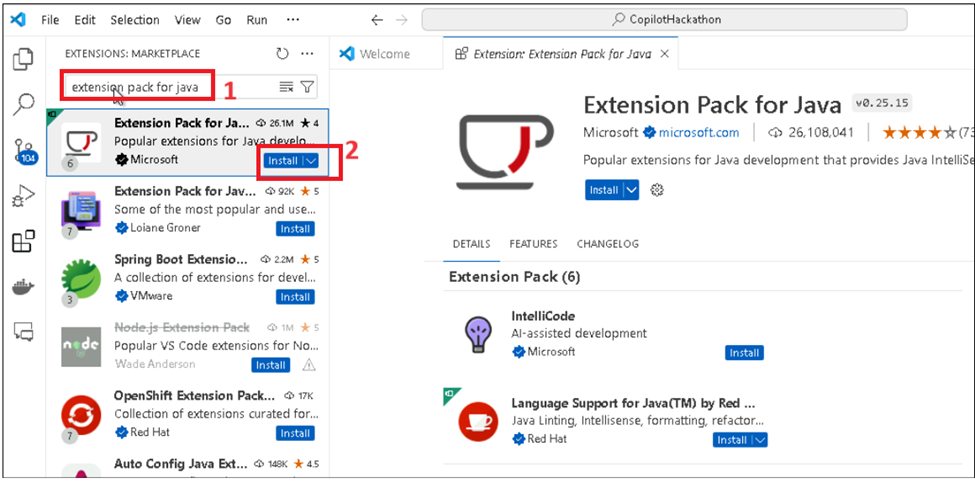 File Edit Selection View Go Run ···
CopilotHackathon
EXTENSIONS: MARKETPLACE
extension pack for java
1
104
Extension Pack for Ja... 26.1M ★ 4
Popular extensions for Java develo...
Microsoft
Install
2
6
Extension Pack for Jav... 92K ★ 5
Some of the most popular and use...
Loiane Groner
Install
7
Spring Boot Extensio... 2.2M ★ 5
A collection of extensions for devel...
VMware
Install
3
Node.js Extension Pack 1M ★ 5
Popular VS Code extensions for No...
Wade Anderson
Install
node
OpenShift Extension Pack... 17K
Collection of extensions curated for...
Red Hat
Install
7
Auto Config Java Ext... 148K ★ 4.5
Welcome
Extension: Extension Pack for Java
Extension Pack for Java v0.25.15
Microsoft microsoft.com 26,108,041 ★★★★☆(73
Popular extensions for Java development that provides Java IntelliSe
Install
DETAILS FEATURES CHANGELOG
Extension Pack (6)
IntelliCode
AI-assisted development
Microsoft
Install
Language Support for Java(TM) by Red ...
Java Linting, Intellisense, formatting, refactor...
Red Hat
Install